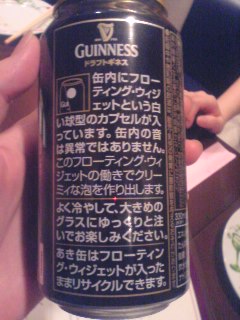 GUINNESS
ドラフトギネス
缶内にフロー
ティング・ウィジ
ェットという白
い球型のカプセルが入
っています。缶内の音
は異常ではありません。
このフローティング・ウィ
ジェットの働きでクリー
ミィな泡を作り出します。
よく冷やして、大きめの
グラスにゆっくりと注
いでお楽しみください。
あき缶はフローティン
グ・ウィジェットが入った
ままリサイクルできます。